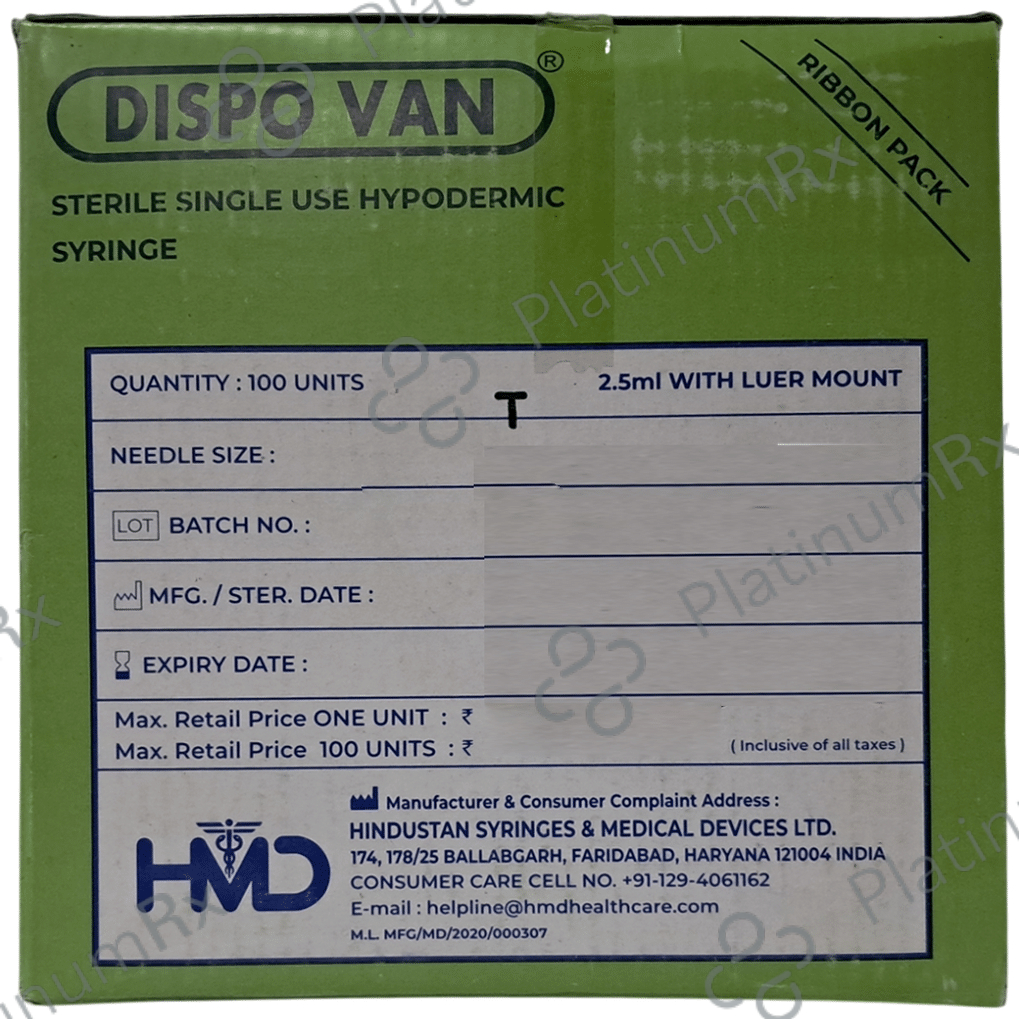 DISPO VAN®
RIBBON PACK
STERILE SINGLE USE HYPODERMIC
SYRINGE
QUANTITY : 100 UNITS
2.5ml WITH LUER MOUNT
T
NEEDLE SIZE :
LOT BATCH NO. :
MFG. / STER. DATE :
EXPIRY DATE :
Max. Retail Price ONE UNIT : ₹
Max. Retail Price 100 UNITS : ₹
( Inclusive of all taxes )
Manufacturer & Consumer Complaint Address :
HMD
HINDUSTAN SYRINGES & MEDICAL DEVICES LTD.
174, 178/25 BALLABGARH, FARIDABAD, HARYANA 121004 INDIA
CONSUMER CARE CELL NO. +91-129-4061162
E-mail : helpline@hmdhealthcare.com
M.L. MFG/MD/2020/000307
PlatinumRx
PlatinumRx
PlatinumRx